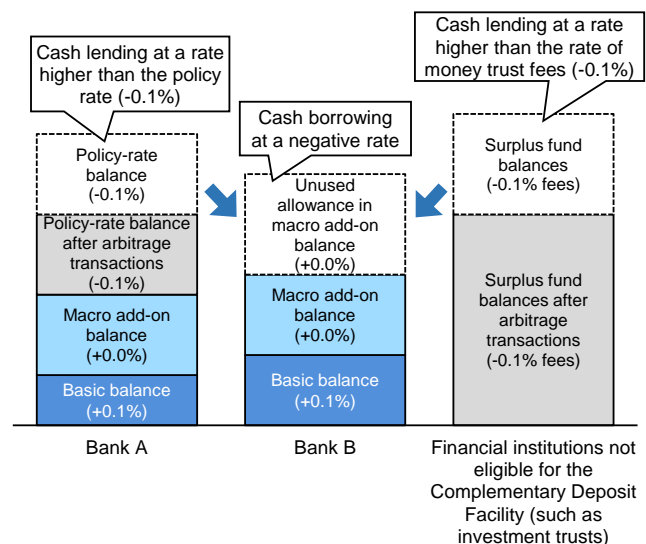 Cash lending at a rate
higher than the policy
rate (-0.1%)
Cash borrowing
at a negative rate
Cash lending at a rate
higher than the rate of
money trust fees (-0.1%)
Policy-rate
balance
(-0.1%)
Policy-rate balance
after arbitrage
transactions
(-0.1%)
Macro add-on
balance
(+0.0%)
Basic balance
(+0.1%)
Bank A
Unused
allowance in
macro add-on
balance
(+0.0%)
Macro add-on
balance
(+0.0%)
Basic balance
(+0.1%)
Bank B
Surplus fund
balances
(-0.1% fees)
Surplus fund
balances after
arbitrage
transactions
(-0.1% fees)
Financial institutions not
eligible for the
Complementary Deposit
Facility (such as
investment trusts)